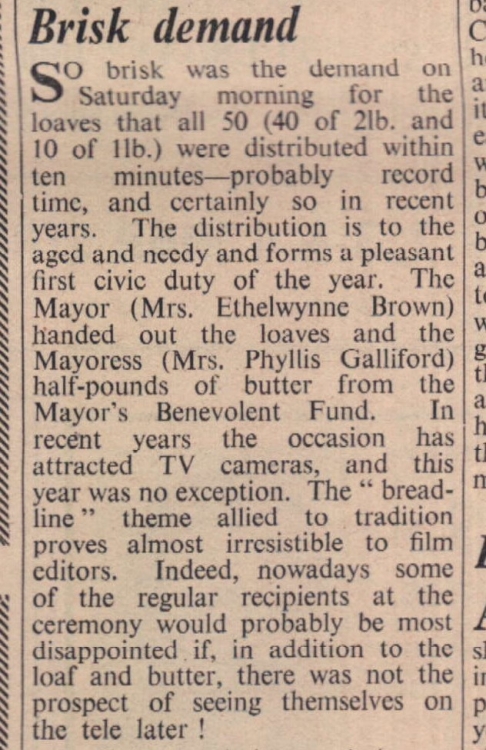 Brisk demand
SO brisk was the demand on
Saturday morning for the
loaves that all 50 (40 of 2lb. and
10 of 1lb.) were distributed within
ten minutes—probably record
time, and certainly so in recent
years. The distribution is to the
aged and needy and forms a pleasant
first civic duty of the year. The
Mayor (Mrs. Ethelwynne Brown)
handed out the loaves and the
Mayoress (Mrs. Phyllis Galliford)
half-pounds of butter from the
Mayor's Benevolent Fund. In
recent years the occasion has
attracted TV cameras, and this
year was no exception. The " bread-
line " theme allied to tradition
proves almost irresistible to film
editors. Indeed, nowadays some
of the regular recipients at the
ceremony would probably be most
disappointed if, in addition to the
loaf and butter, there was not the
prospect of seeing themselves on
the tele later !